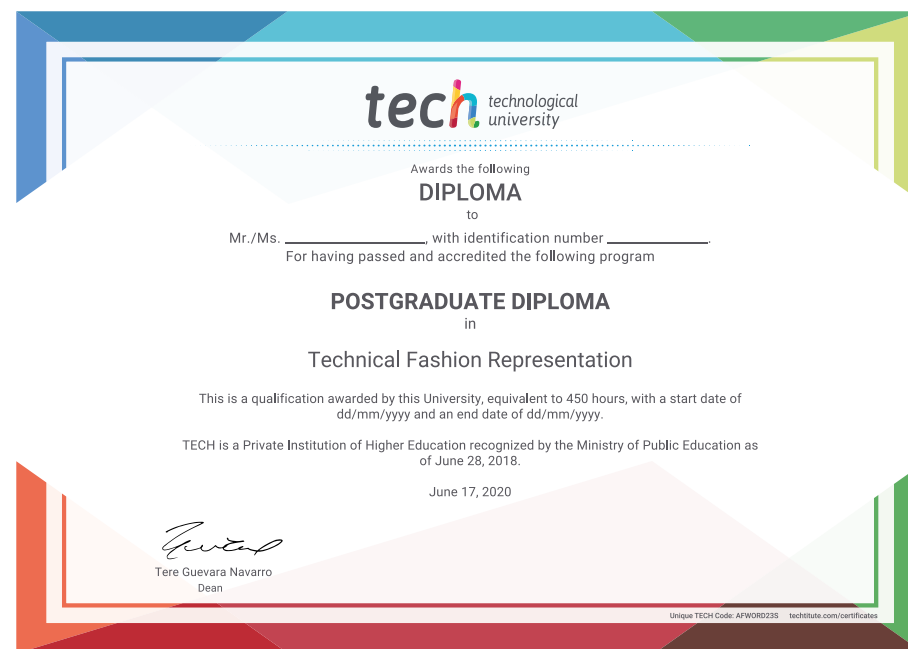 tech technological
university
Awards the following
DIPLOMA
to
Mr./Ms. ____________________, with identification number ______________.
For having passed and accredited the following program
POSTGRADUATE DIPLOMA
in
Technical Fashion Representation
This is a qualification awarded by this University, equivalent to 450 hours, with a start date of
dd/mm/yyyy and an end date of dd/mm/yyyy.
TECH is a Private Institution of Higher Education recognized by the Ministry of Public Education as
of June 28, 2018.
June 17, 2020
Tere Guevara Navarro
Dean
Unique TECH Code: AFWORD23S techtitute.com/certificates